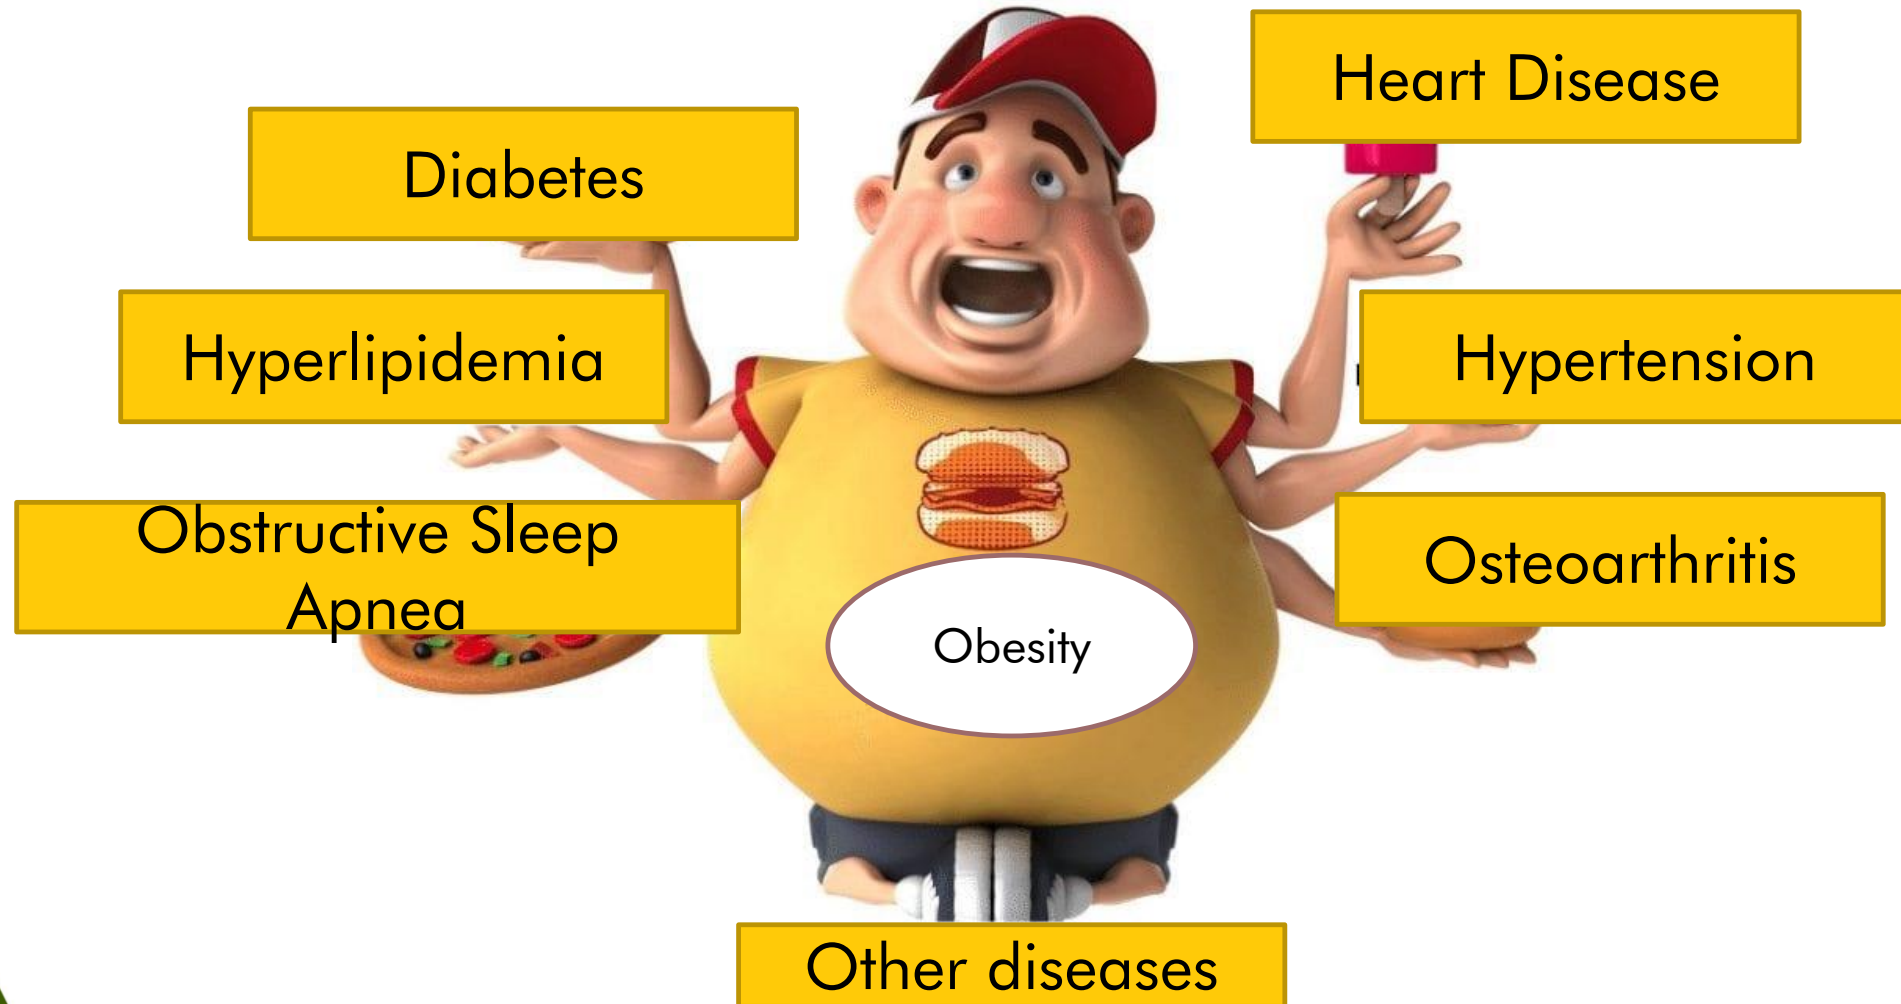 Heart Disease
Diabetes
Hyperlipidemia
Hypertension
Obstructive Sleep
Apnea
Osteoarthritis
Obesity
Other diseases